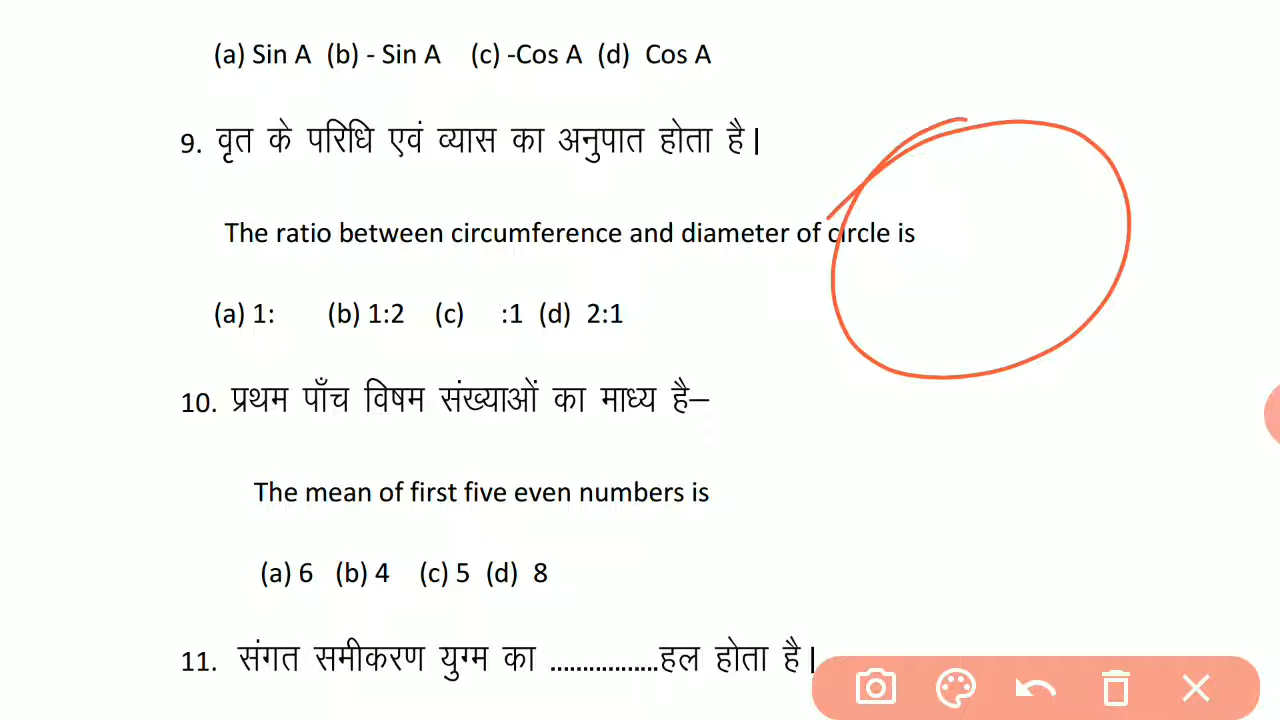 (a) Sin A (b) - Sin A (c) -Cos A (d) Cos A
9. वृत के परिधि एवं व्यास का अनुपात होता है|
The ratio between circumference and diameter of circle is
(a) 1: (b) 1:2 (c) :1 (d) 2:1
10. प्रथम पाँच विषम संख्याओं का माध्य है–
The mean of first five even numbers is
(a) 6 (b) 4 (c) 5 (d) 8
11. संगत समीकरण युग्म का ................हल होता है|